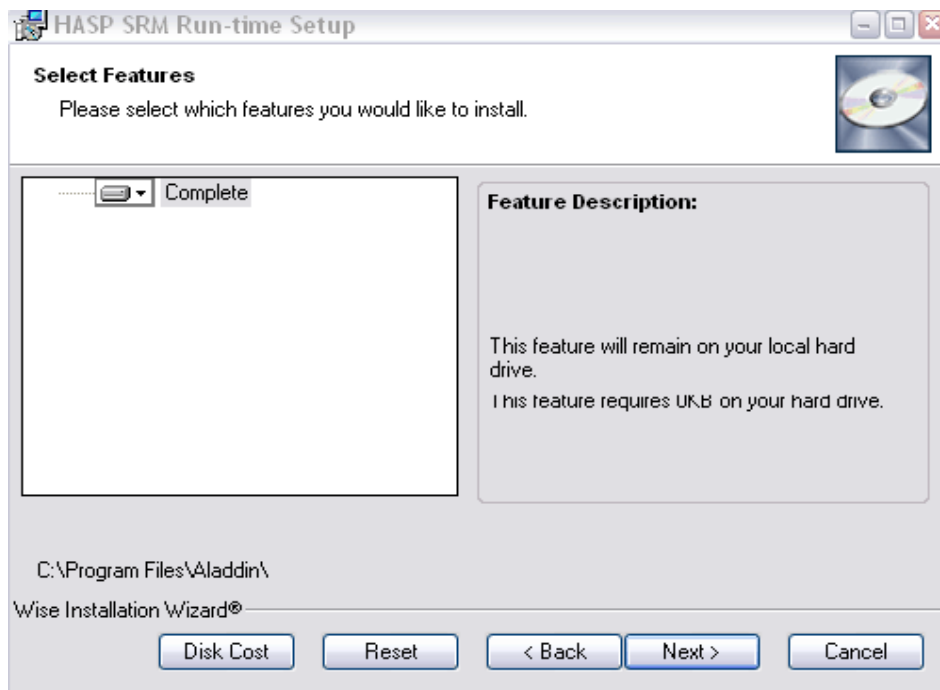 HASP SRM Run-time Setup
Select Features
Please select which features you would like to install.
Complete
Feature Description:
This feature will remain on your local hard
drive.
This feature requires 0KB on your hard drive.
C:\Program Files\Aladdin\
Wise Installation Wizard®
Disk Cost
Reset
< Back
Next >
Cancel